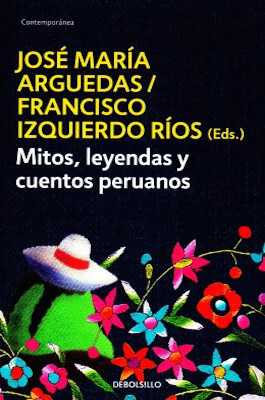 Contemporánea
JOSÉ MARÍA
ARGUEDAS /
FRANCISCO
IZQUIERDO RÍOS (Eds.)
Mitos, leyendas y
cuentos peruanos
DEBOLSILLO